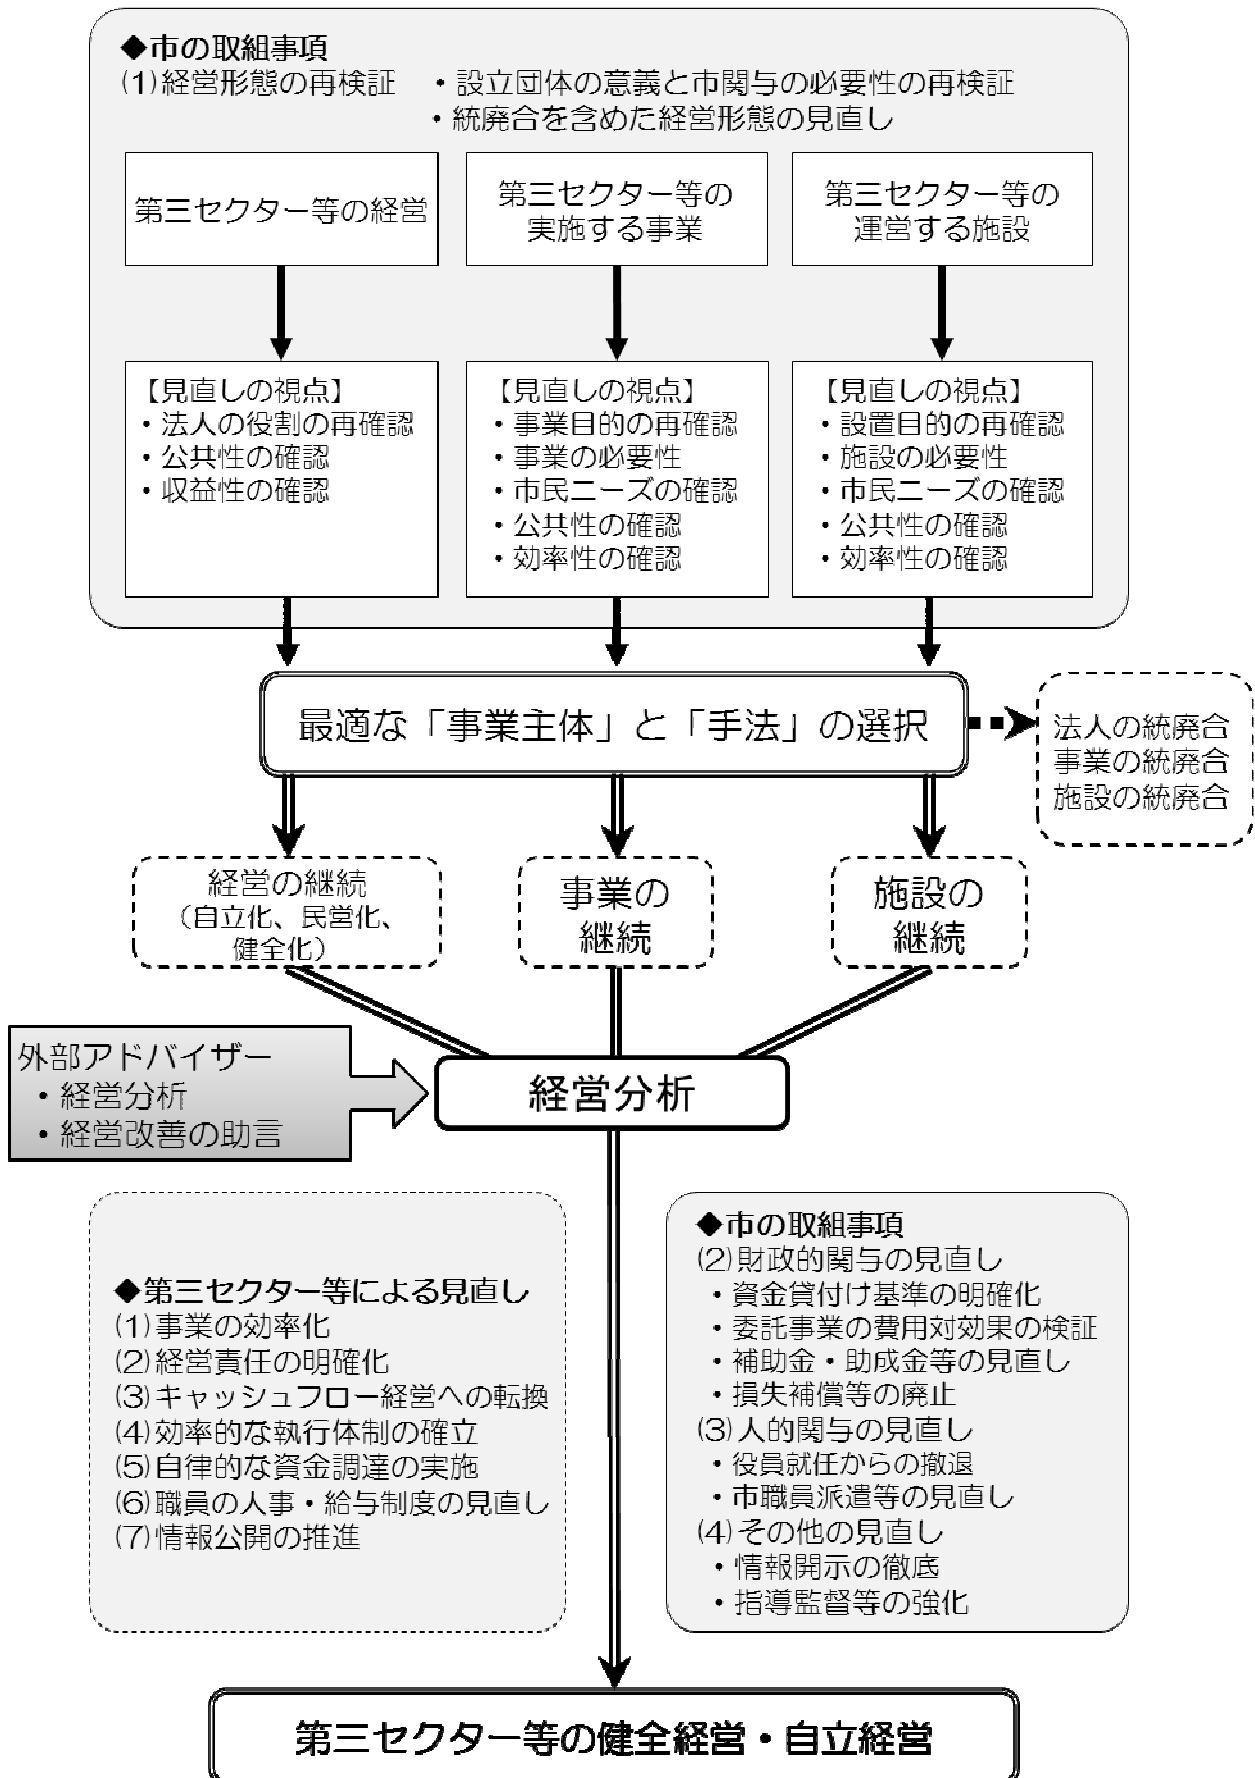 ◆市の取組事項
(1)経営形態の再検証 ・設立団体の意義と市関与の必要性の再検証
・統廃合を含めた経営形態の見直し
第三セクター等の経営
第三セクター等の
実施する事業
第三セクター等の
運営する施設
【見直しの視点】
・法人の役割の再確認
・公共性の確認
・収益性の確認
【見直しの視点】
・事業目的の再確認
・事業の必要性
・市民ニーズの確認
・公共性の確認
・効率性の確認
【見直しの視点】
・設置目的の再確認
・施設の必要性
・市民ニーズの確認
・公共性の確認
・効率性の確認
最適な「事業主体」と「手法」の選択
法人の統廃合
事業の統廃合
施設の統廃合
経営の継続
(自立化、民営化、
健全化)
事業の
継続
施設の
継続
外部アドバイザー
・経営分析
・経営改善の助言
経営分析
◆第三セクター等による見直し
(1)事業の効率化
(2)経営責任の明確化
(3)キャッシュフロー経営への転換
(4)効率的な執行体制の確立
(5)自律的な資金調達の実施
(6)職員の人事・給与制度の見直し
(7)情報公開の推進
◆市の取組事項
(2)財政的関与の見直し
・資金貸付け基準の明確化
・委託事業の費用対効果の検証
・補助金・助成金等の見直し
・損失補償等の廃止
(3)人的関与の見直し
・役員就任からの撤退
・市職員派遣等の見直し
(4)その他の見直し
・情報開示の徹底
・指導監督等の強化
第三セクター等の健全経営・自立経営